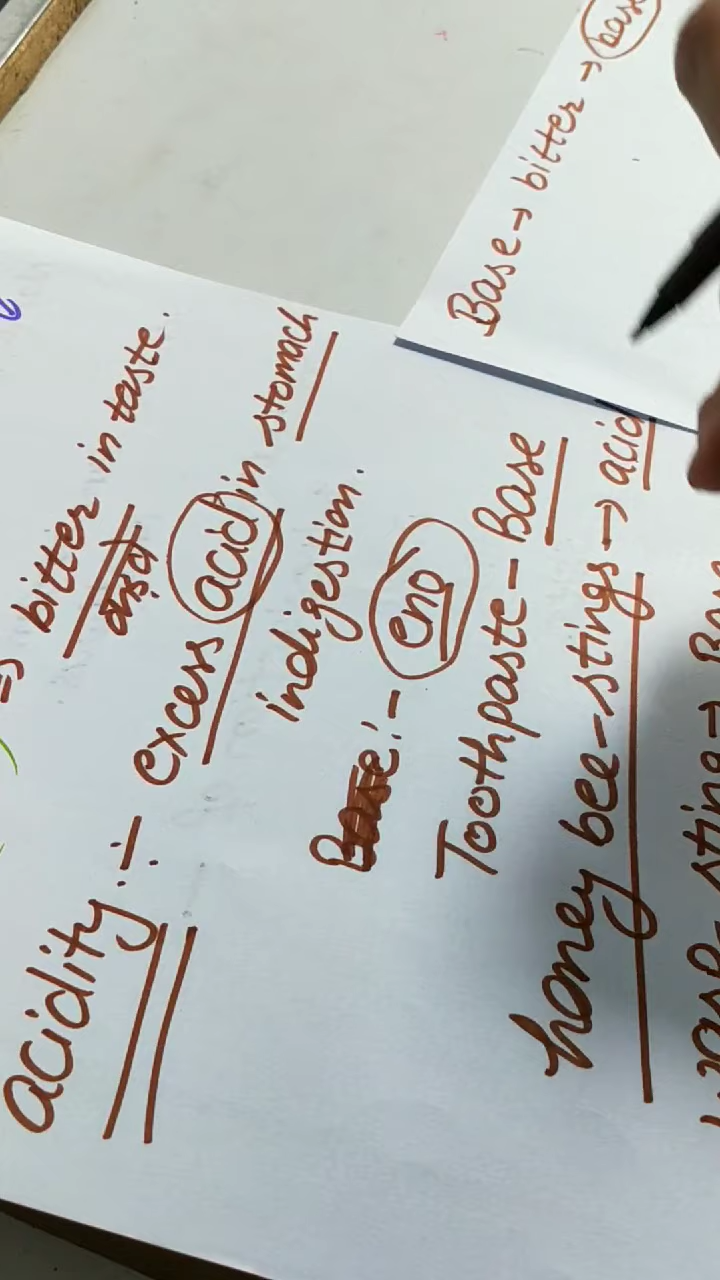 ⇒ bitter in taste.
कड़वा
acidity :- excess acid in stomach
indigestion.
Base :- eno
Toothpaste - Base
honey bee - stings → acid
sting →
Base → bitter → base